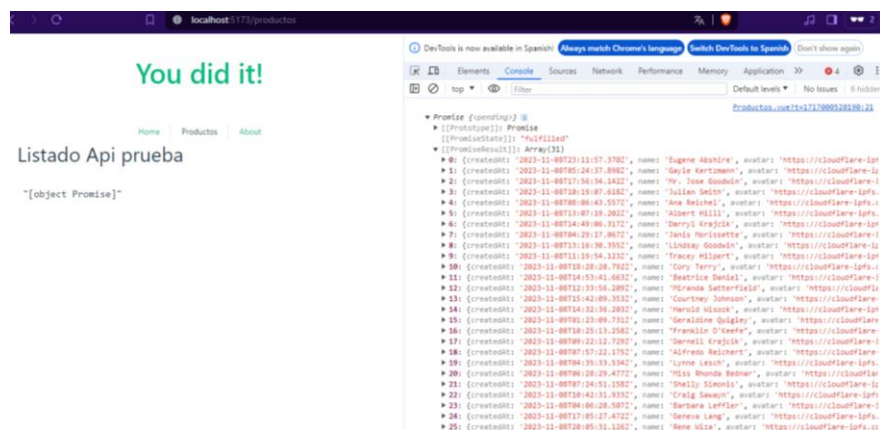 localhost:5173/productos
2
DevTools is now available in Spanish! Always match Chrome's language Switch DevTools to Spanish Don't show again
You did it!
Elements Console Sources Network Performance Memory Application 4
top Filter Default levels No Issues 6 hidden
Productos.vue?t=1717000520190:21
Home Productos About
Listado Api prueba
"[object Promise]"
Promise {<pending>}
[[Prototype]]: Promise
[[PromiseState]]: "fulfilled"
[[PromiseResult]]: Array(31)
0: {createdAt: '2023-11-08T23:11:57.378Z', name: 'Eugene Abshire', avatar: 'https://cloudflare-ipf
1: {createdAt: '2023-11-08T05:24:37.898Z', name: 'Gayle Kertzmann', avatar: 'https://cloudflare-ip
2: {createdAt: '2023-11-08T17:56:34.142Z', name: 'Mr. Jose Goodwin', avatar: 'https://cloudflare-i
3: {createdAt: '2023-11-08T10:19:07.618Z', name: 'Julian Smith', avatar: 'https://cloudflare-ipfs.
4: {createdAt: '2023-11-08T08:06:43.557Z', name: 'Ana Reichel', avatar: 'https://cloudflare-ipfs.c
5: {createdAt: '2023-11-08T13:07:19.202Z', name: 'Albert Hilll', avatar: 'https://cloudflare-ipfs.
6: {createdAt: '2023-11-08T14:49:06.317Z', name: 'Darryl Krajcik', avatar: 'https://cloudflare-ipf
7: {createdAt: '2023-11-08T04:29:17.067Z', name: 'Janis Morissette', avatar: 'https://cloudflare-i
8: {createdAt: '2023-11-08T13:16:30.395Z', name: 'Lindsay Goodwin', avatar: 'https://cloudflare-ip
9: {createdAt: '2023-11-08T11:19:54.123Z', name: 'Tracey Hilpert', avatar: 'https://cloudflare-ipf
10: {createdAt: '2023-11-08T18:28:20.792Z', name: 'Cory Terry', avatar: 'https://cloudflare-ipfs.c
11: {createdAt: '2023-11-08T14:53:41.663Z', name: 'Beatrice Daniel', avatar: 'https://cloudflare-i
12: {createdAt: '2023-11-08T12:33:56.209Z', name: 'Miranda Satterfield', avatar: 'https://cloudfla
13: {createdAt: '2023-11-08T15:42:09.353Z', name: 'Courtney Johnson', avatar: 'https://cloudflare-
14: {createdAt: '2023-11-08T14:32:36.203Z', name: 'Harold Wisozk', avatar: 'https://cloudflare-ipf
15: {createdAt: '2023-11-09T01:23:09.731Z', name: 'Geraldine Quigley', avatar: 'https://cloudflare
16: {createdAt: '2023-11-08T10:25:13.258Z', name: "Franklin O'Keefe", avatar: 'https://cloudflare-
17: {createdAt: '2023-11-08T09:22:12.729Z', name: 'Darnell Krajcik', avatar: 'https://cloudflare-i
18: {createdAt: '2023-11-08T07:57:22.175Z', name: 'Alfredo Reichert', avatar: 'https://cloudflare-
19: {createdAt: '2023-11-08T04:35:33.534Z', name: 'Lynne Lesch', avatar: 'https://cloudflare-ipfs.
20: {createdAt: '2023-11-08T06:28:29.477Z', name: 'Miss Rhonda Bednar', avatar: 'https://cloudflar
21: {createdAt: '2023-11-08T07:24:51.158Z', name: 'Shelly Simonis', avatar: 'https://cloudflare-ip
22: {createdAt: '2023-11-08T10:42:31.933Z', name: 'Craig Sawayn', avatar: 'https://cloudflare-ipfs
23: {createdAt: '2023-11-08T04:06:20.507Z', name: 'Barbara Leffler', avatar: 'https://cloudflare-i
24: {createdAt: '2023-11-08T17:05:27.472Z', name: 'Geneva Lang', avatar: 'https://cloudflare-ipfs.
25: {createdAt: '2023-11-08T20:05:31.126Z', name: 'Rene Wiza', avatar: 'https://cloudflare-ipfs.co